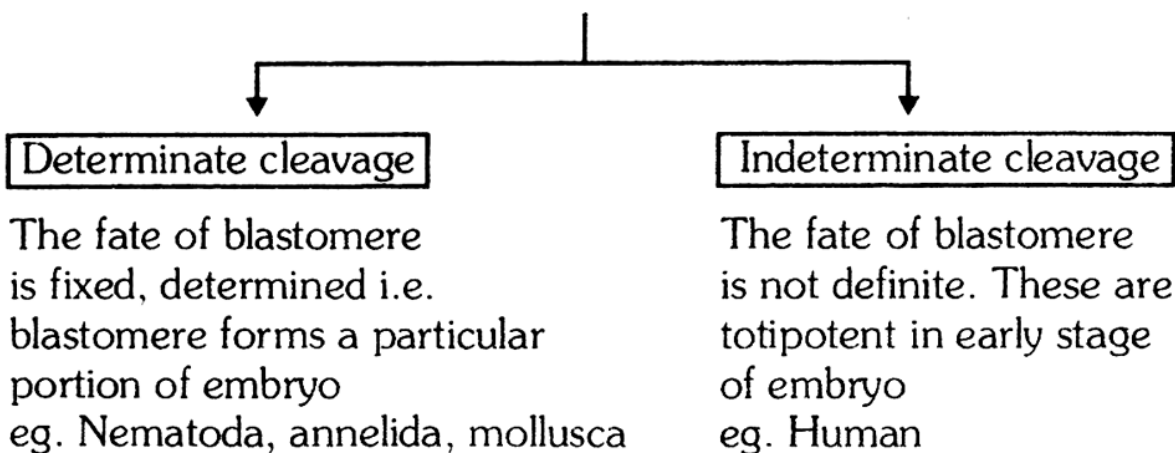 Determinate cleavage
The fate of blastomere
is fixed, determined i.e.
blastomere forms a particular
portion of embryo
eg. Nematoda, annelida, mollusca
Indeterminate cleavage
The fate of blastomere
is not definite. These are
totipotent in early stage
of embryo
eg. Human